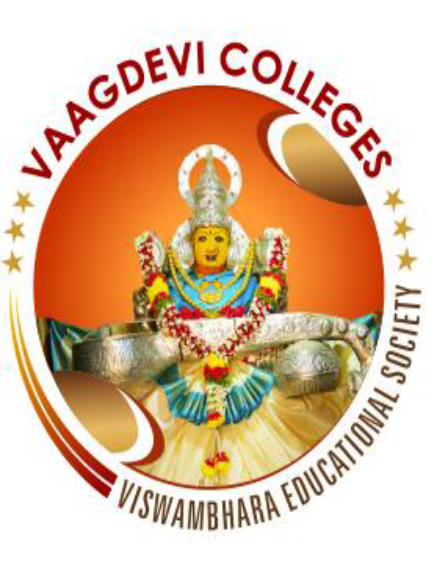 VAAGDEVI COLLEGES
VISWAMBHARA EDUCATIONAL SOCIETY